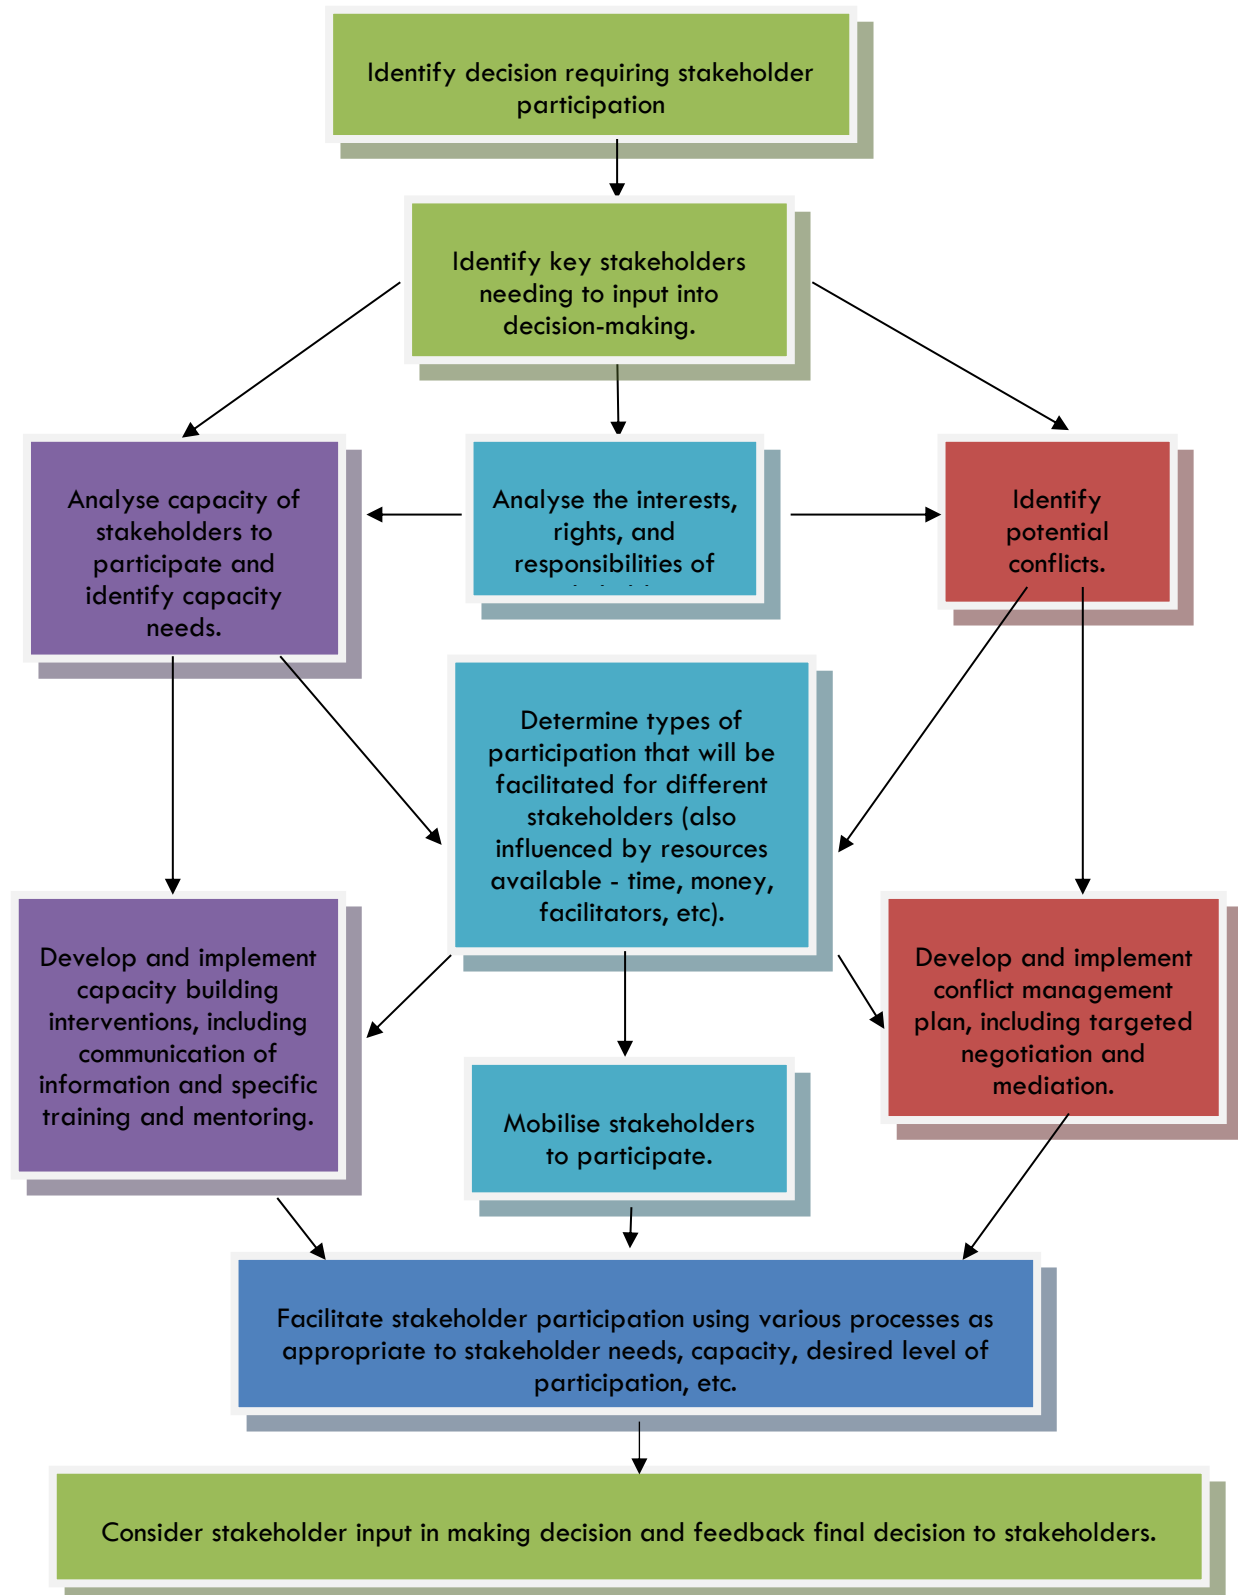 Identify decision requiring stakeholder
participation
Identify key stakeholders
needing to input into
decision-making.
Analyse capacity of
stakeholders to
participate and
identify capacity
needs.
Analyse the interests,
rights, and
responsibilities of
Identify
potential
conflicts.
Determine types of
participation that will be
facilitated for different
stakeholders (also
influenced by resources
available - time, money,
facilitators, etc).
Develop and implement
capacity building
interventions, including
communication of
information and specific
training and mentoring.
Mobilise stakeholders
to participate.
Develop and implement
conflict management
plan, including targeted
negotiation and
mediation.
Facilitate stakeholder participation using various processes as
appropriate to stakeholder needs, capacity, desired level of
participation, etc.
Consider stakeholder input in making decision and feedback final decision to stakeholders.